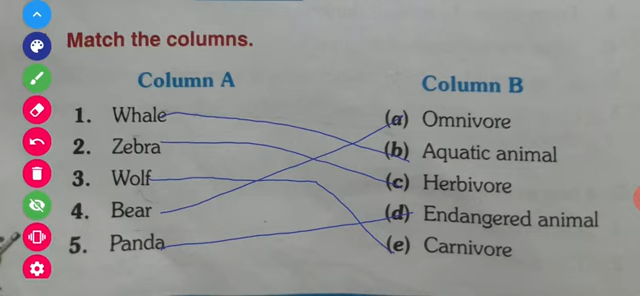 Match the columns.
Column A Column B
1. Whale (a) Omnivore
2. Zebra (b) Aquatic animal
3. Wolf (c) Herbivore
4. Bear (d) Endangered animal
5. Panda (e) Carnivore